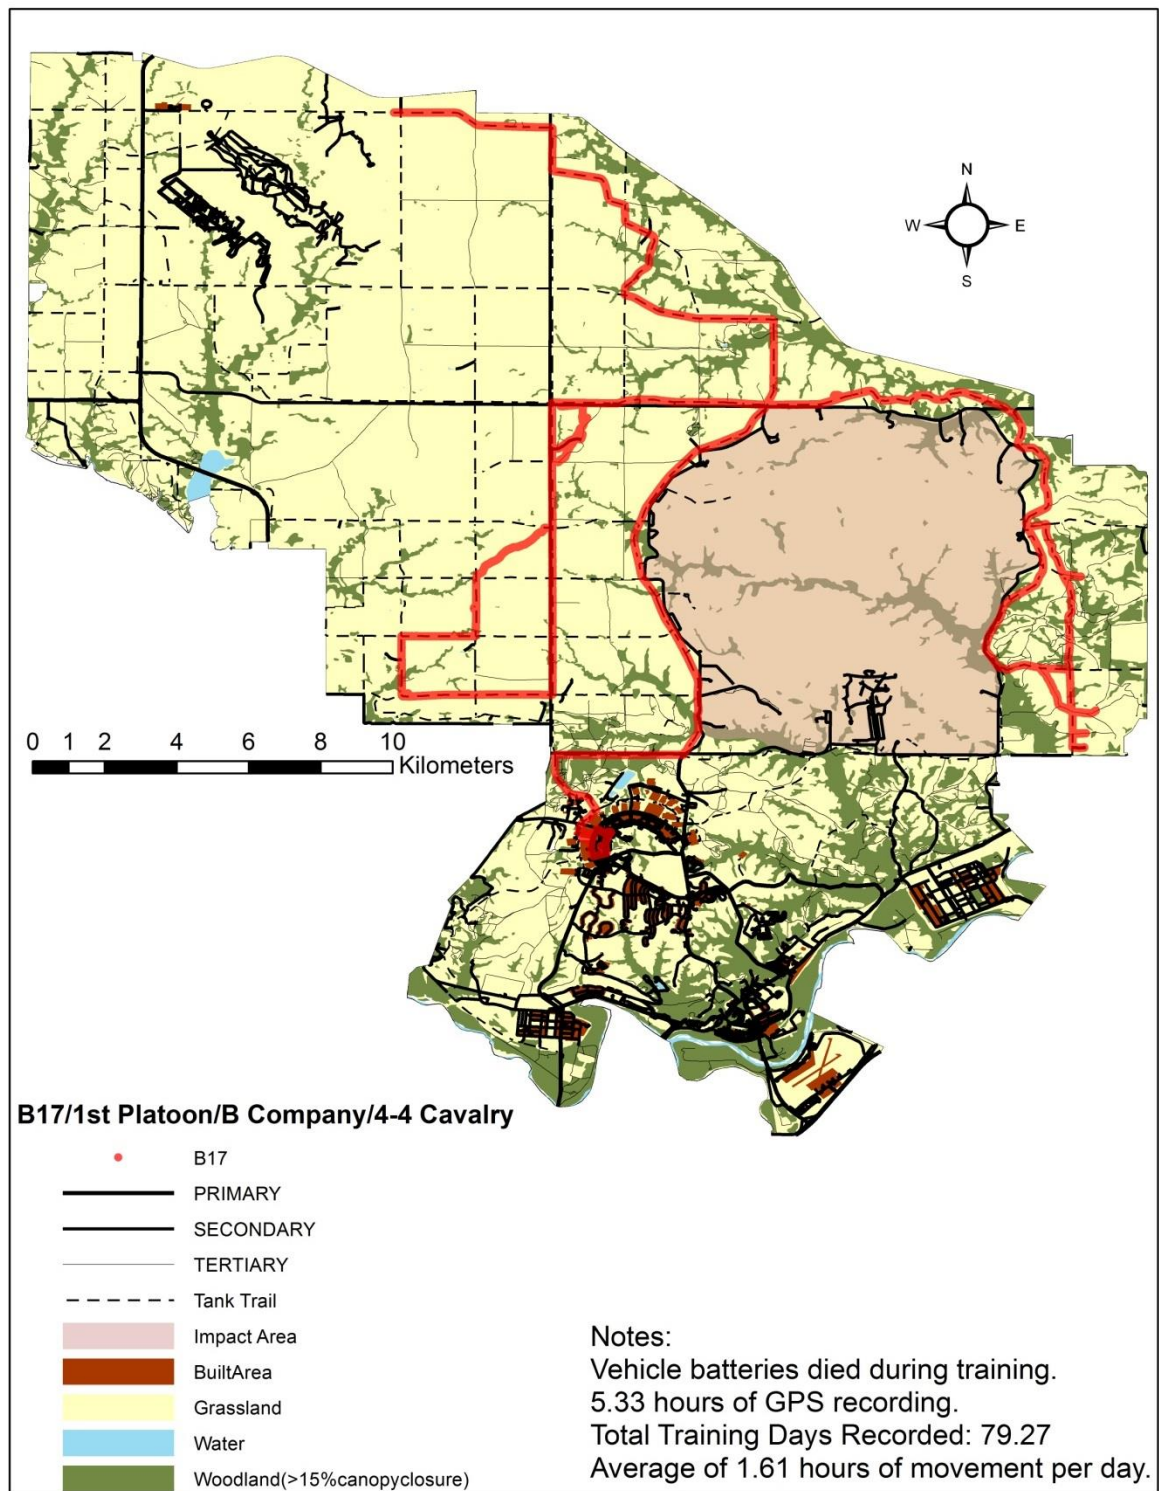 N
W E
S
0 1 2 4 6 8 10
Kilometers
B17/1st Platoon/B Company/4-4 Cavalry
B17
PRIMARY
SECONDARY
TERTIARY
Tank Trail
Impact Area
BuiltArea
Grassland
Water
Woodland(>15%canopyclosure)
Notes:
Vehicle batteries died during training.
5.33 hours of GPS recording.
Total Training Days Recorded: 79.27
Average of 1.61 hours of movement per day.